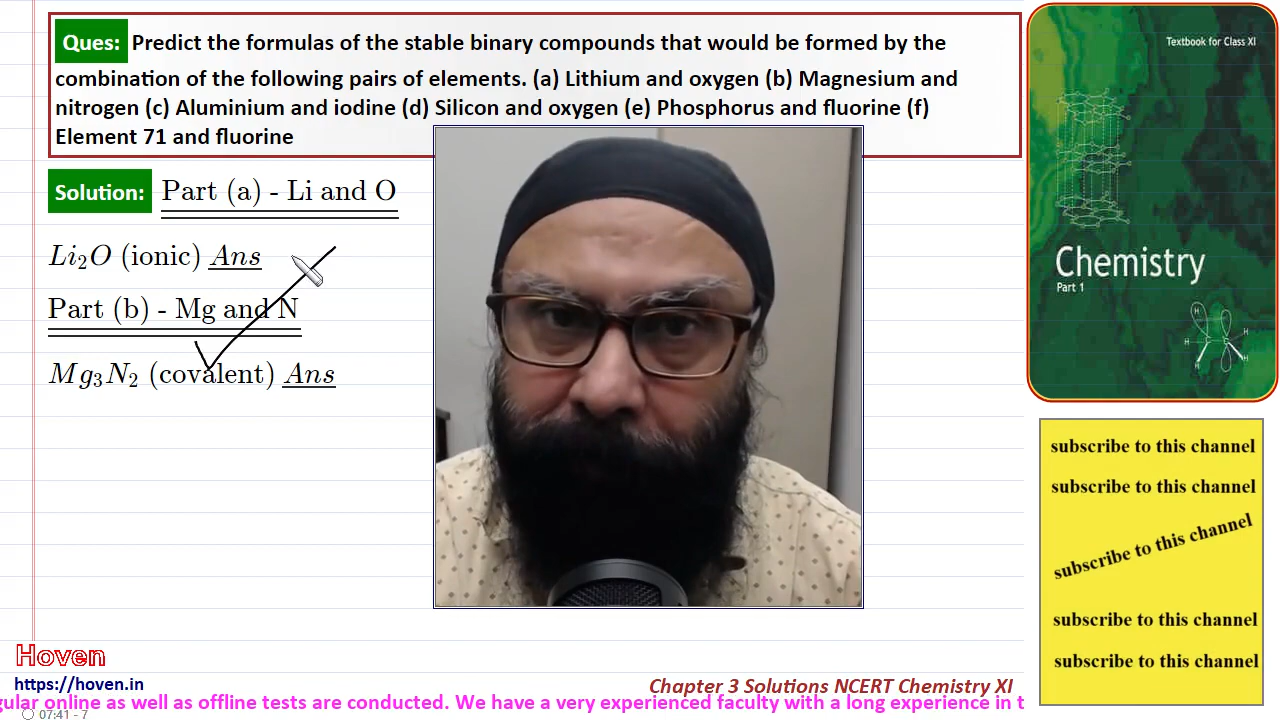 Ques: Predict the formulas of the stable binary compounds that would be formed by the
combination of the following pairs of elements. (a) Lithium and oxygen (b) Magnesium and
nitrogen (c) Aluminium and iodine (d) Silicon and oxygen (e) Phosphorus and fluorine (f)
Element 71 and fluorine
Solution: Part (a) - Li and O
Li₂O (ionic) Ans
Part (b) - Mg and N
Mg₃N₂ (covalent) Ans
Textbook for Class XI
Chemistry
Part 1
H
H
H
H
C
C
subscribe to this channel
subscribe to this channel
subscribe to this channel
subscribe to this channel
subscribe to this channel
Hoven
https://hoven.in
Chapter 3 Solutions NCERT Chemistry XI
gular online as well as offline tests are conducted. We have a very experienced faculty with a long experience in t
07:41 - 7